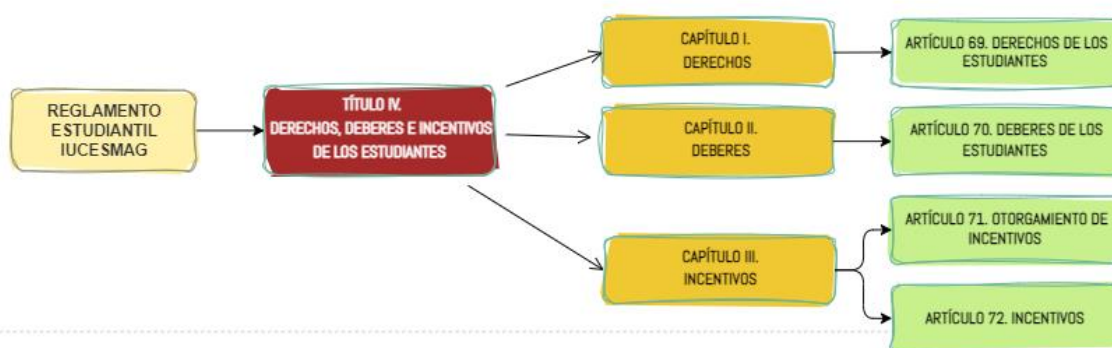 REGLAMENTO
ESTUDIANTIL
IUCESMAG
TÍTULO IV.
DERECHOS, DEBERES E INCENTIVOS
DE LOS ESTUDIANTES
CAPÍTULO I.
DERECHOS
ARTÍCULO 69. DERECHOS DE LOS
ESTUDIANTES
CAPÍTULO II.
DEBERES
ARTÍCULO 70. DEBERES DE LOS
ESTUDIANTES
CAPÍTULO III.
INCENTIVOS
ARTÍCULO 71. OTORGAMIENTO DE
INCENTIVOS
ARTÍCULO 72. INCENTIVOS